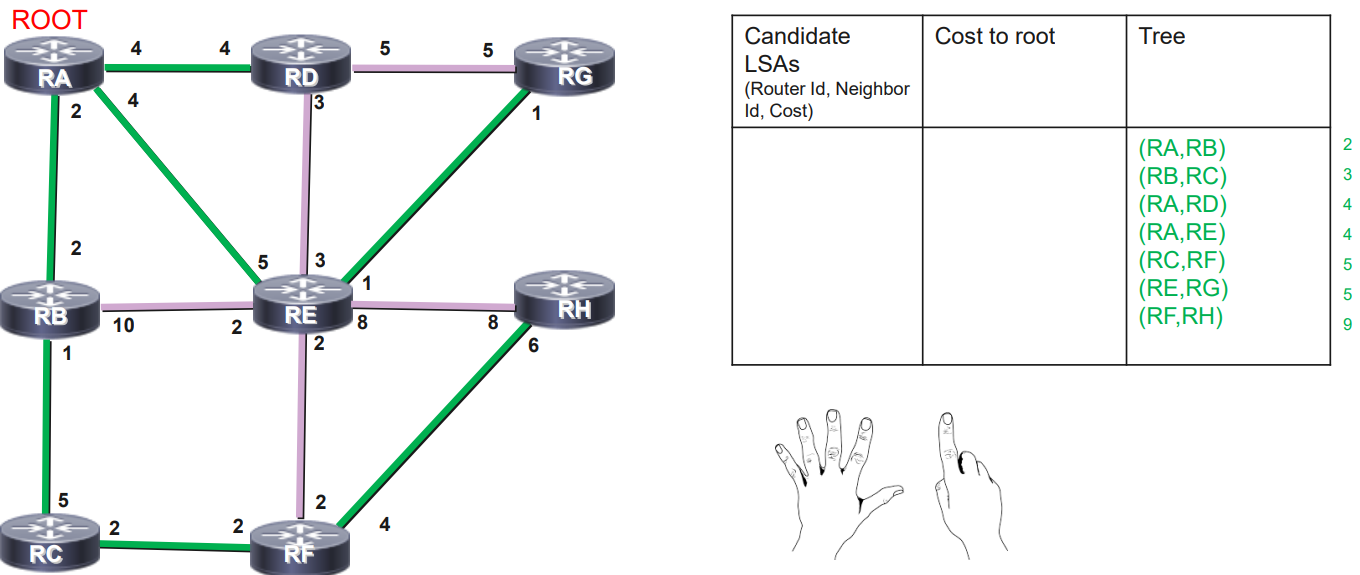 ROOT
4 4 5 5
RA RD RG
2 4 3 1
2 5 3 1
RB RE RH
10 2 8 8
1 2 6
5 2
2 2 4
RC RF
Candidate
LSAs
(Router Id, Neighbor
Id, Cost)
Cost to root
Tree
(RA,RB) 2
(RB,RC) 3
(RA,RD) 4
(RA,RE) 4
(RC,RF) 5
(RE,RG) 5
(RF,RH) 9